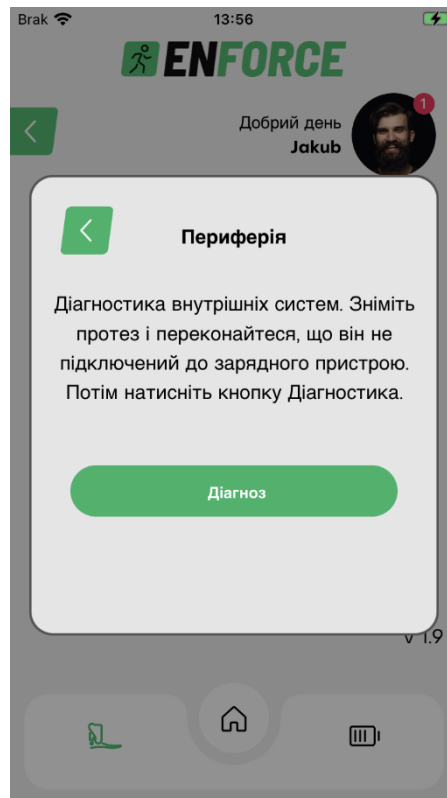 Brak 13:56
ENFORCE
1
Добрий день
Jakub
Периферія
Діагностика внутрішніх систем. Зніміть
протез і переконайтеся, що він не
підключений до зарядного пристрою.
Потім натисніть кнопку Діагностика.
Діагноз
v 1.9